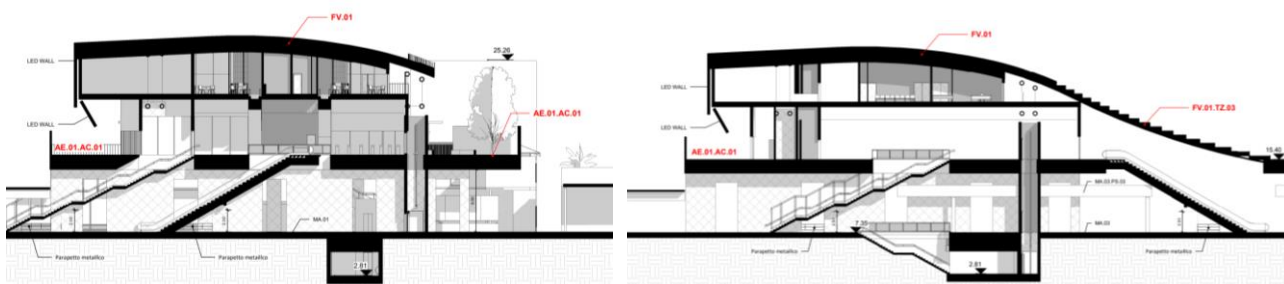 FV.01
25.26
LED WALL
LED WALL
AE.01.AC.01
AE.01.AC.01
MA.01
Parapetto metallico
Parapetto metallico
2.81
FV.01
LED WALL
LED WALL
FV.01.TZ.03
AE.01.AC.01
15.40
MA.03
7.30
MA.03
Parapetto metallico
Parapetto metallico
2.81